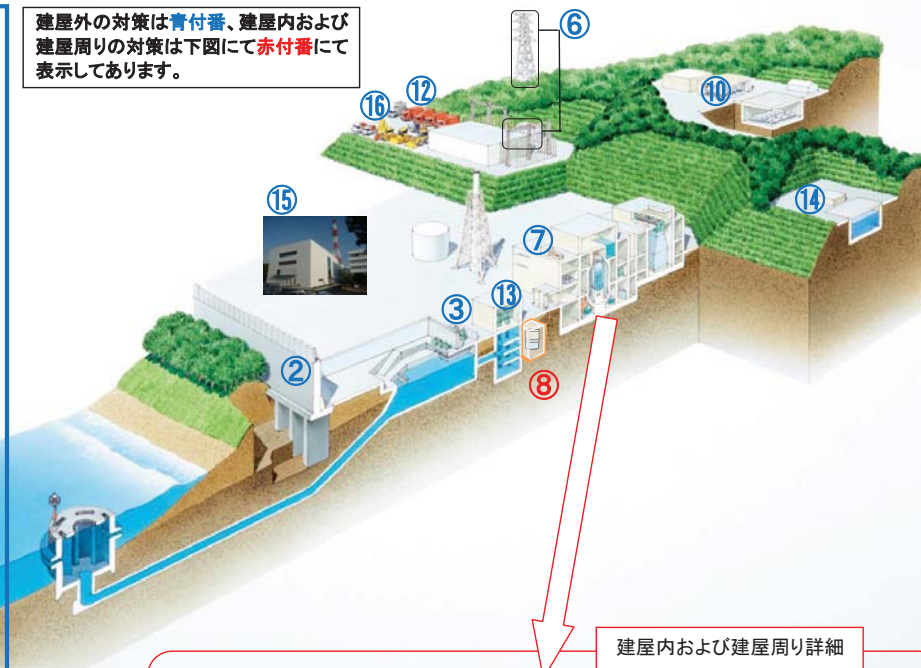 建屋外の対策は青付番、建屋内および
建屋周りの対策は下図にて赤付番にて
表示してあります。
⑥
⑫
⑯
⑩
⑮
⑭
⑦
⑬
③
②
⑧
建屋内および建屋周り詳細